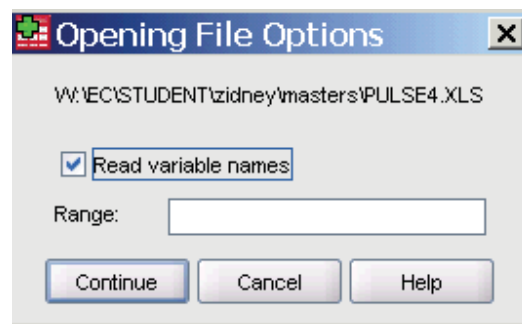 Opening File Options
W:\EC\STUDENT\zidney\masters\PULSE4.XLS
Read variable names
Range:
Continue Cancel Help